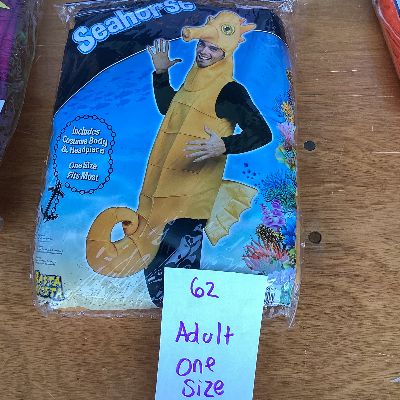 Seahorse
Includes
Costume Body
& Headpiece
One Size
Fits Most
62
Adult
One
Size